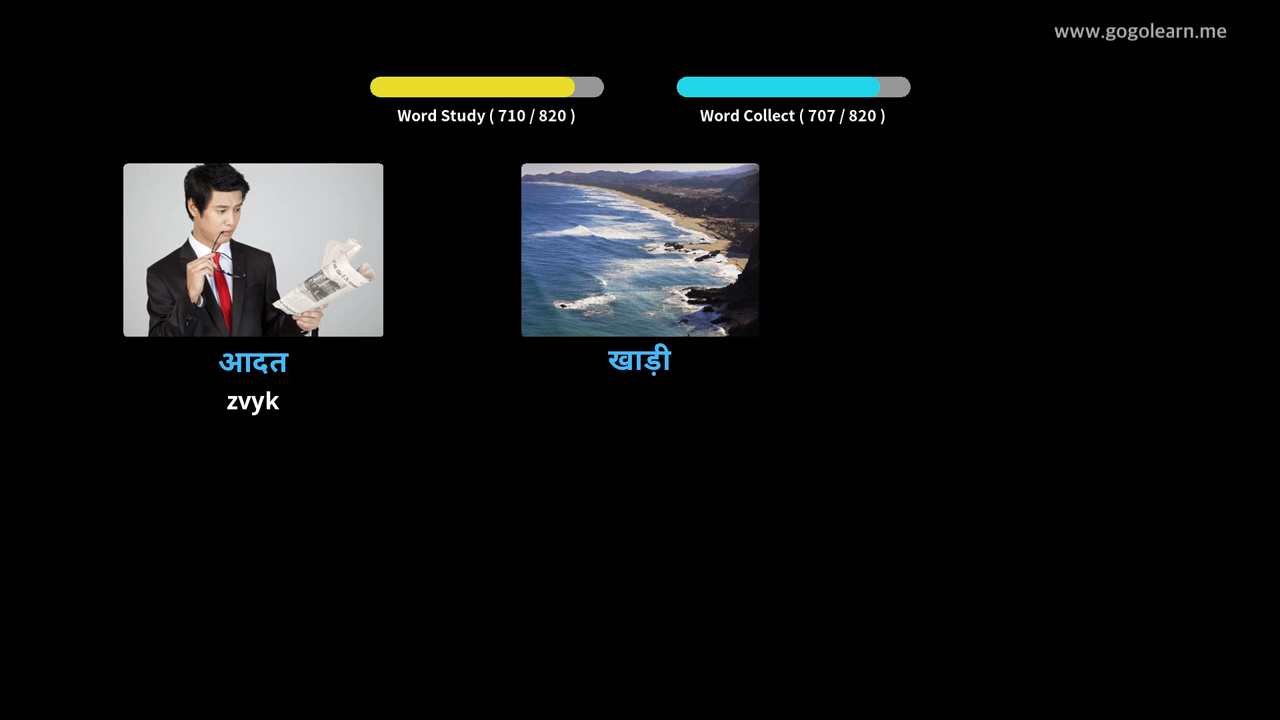 www.gogolearn.me
Word Study ( 710 / 820 )
Word Collect ( 707 / 820 )
आदत
खाड़ी
zvyk